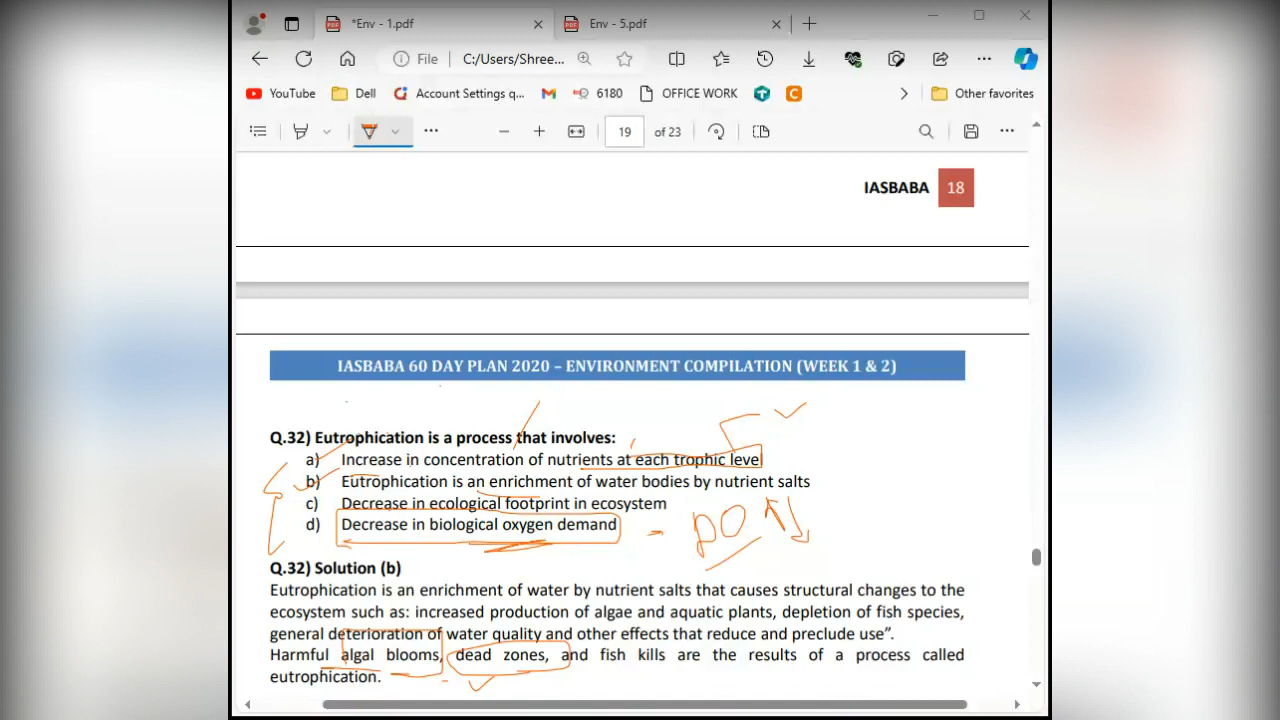 *Env - 1.pdf
Env - 5.pdf
File
C:/Users/Shree...
YouTube
Dell
Account Settings q...
6180
OFFICE WORK
Other favorites
19 of 23
IASBABA 18
IASBABA 60 DAY PLAN 2020 – ENVIRONMENT COMPILATION (WEEK 1 & 2)
Q.32) Eutrophication is a process that involves:
a) Increase in concentration of nutrients at each trophic level
b) Eutrophication is an enrichment of water bodies by nutrient salts
c) Decrease in ecological footprint in ecosystem
d) Decrease in biological oxygen demand
- DO ↑↓
Q.32) Solution (b)
Eutrophication is an enrichment of water by nutrient salts that causes structural changes to the
ecosystem such as: increased production of algae and aquatic plants, depletion of fish species,
general deterioration of water quality and other effects that reduce and preclude use”.
Harmful algal blooms, dead zones, and fish kills are the results of a process called
eutrophication.